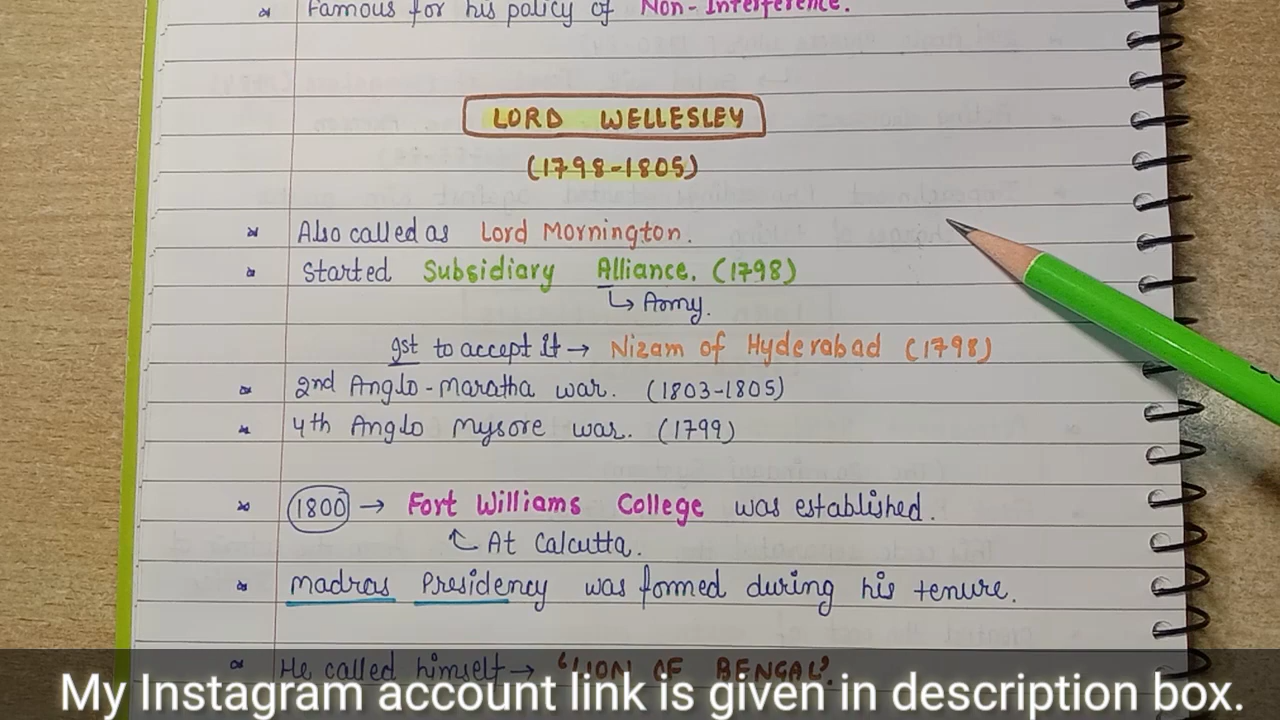 * Famous for his policy of Non-Interference.
LORD WELLESLEY
(1798-1805)
* Also called as Lord Mornington.
* Started Subsidiary Alliance. (1798)
↳ Army.
1st to accept it → Nizam of Hyderabad (1798)
* 2nd Anglo-Maratha war. (1803-1805)
* 4th Anglo Mysore war. (1799)
* 1800 → Fort Williams College was established.
↖ At Calcutta.
* Madras Presidency was formed during his tenure.
* He called himself → 'LION OF BENGAL'.
My Instagram account link is given in description box.